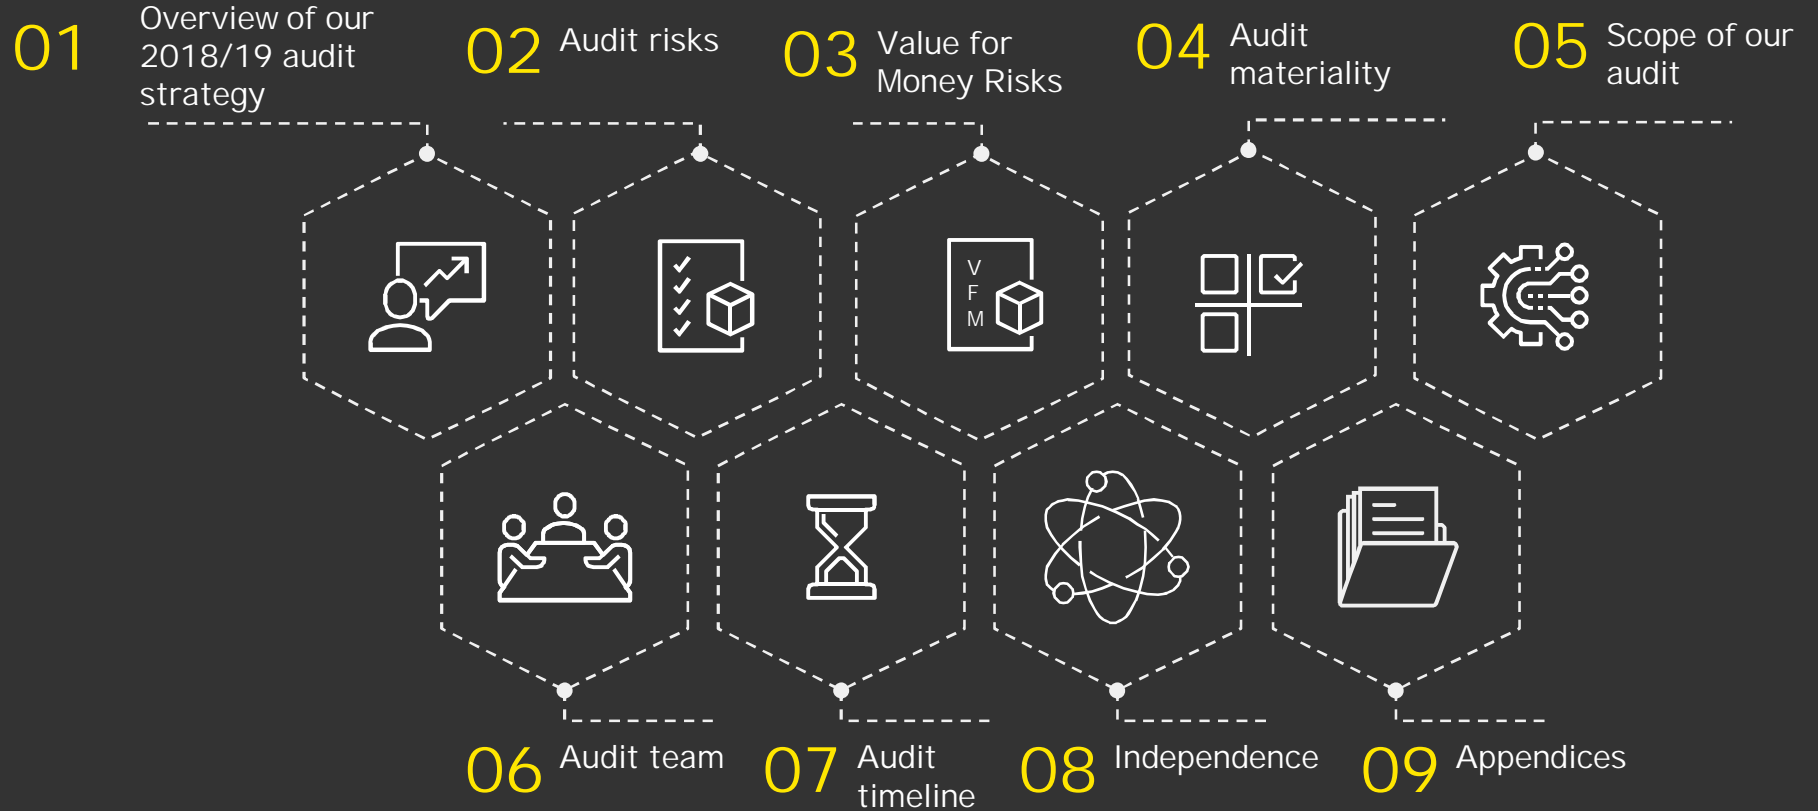 01
Overview of our
2018/19 audit
strategy
02
Audit risks
03
Value for
Money Risks
04
Audit
materiality
05
Scope of our
audit
V
F
M
06
Audit team
07
Audit
timeline
08
Independence
09
Appendices